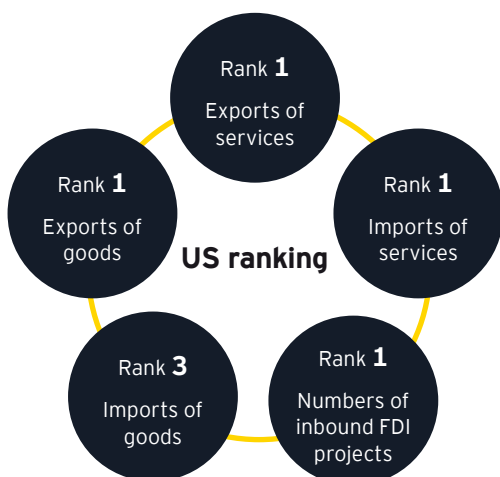 Rank 1
Exports of
services
Rank 1
Exports of
goods
Rank 1
Imports of
services
US ranking
Rank 3
Imports of
goods
Rank 1
Numbers of
inbound FDI
projects